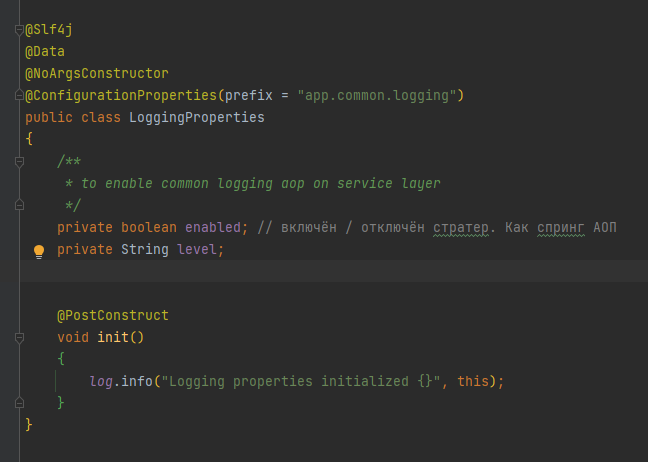 @Slf4j
@Data
@NoArgsConstructor
@ConfigurationProperties(prefix = "app.common.logging")
public class LoggingProperties
{
    /**
     * to enable common logging aop on service layer
     */
    private boolean enabled; // включён / отключён стратер. Как спринг АОП
    private String level;
    @PostConstruct
    void init()
    {
        log.info("Logging properties initialized {}", this);
    }
}